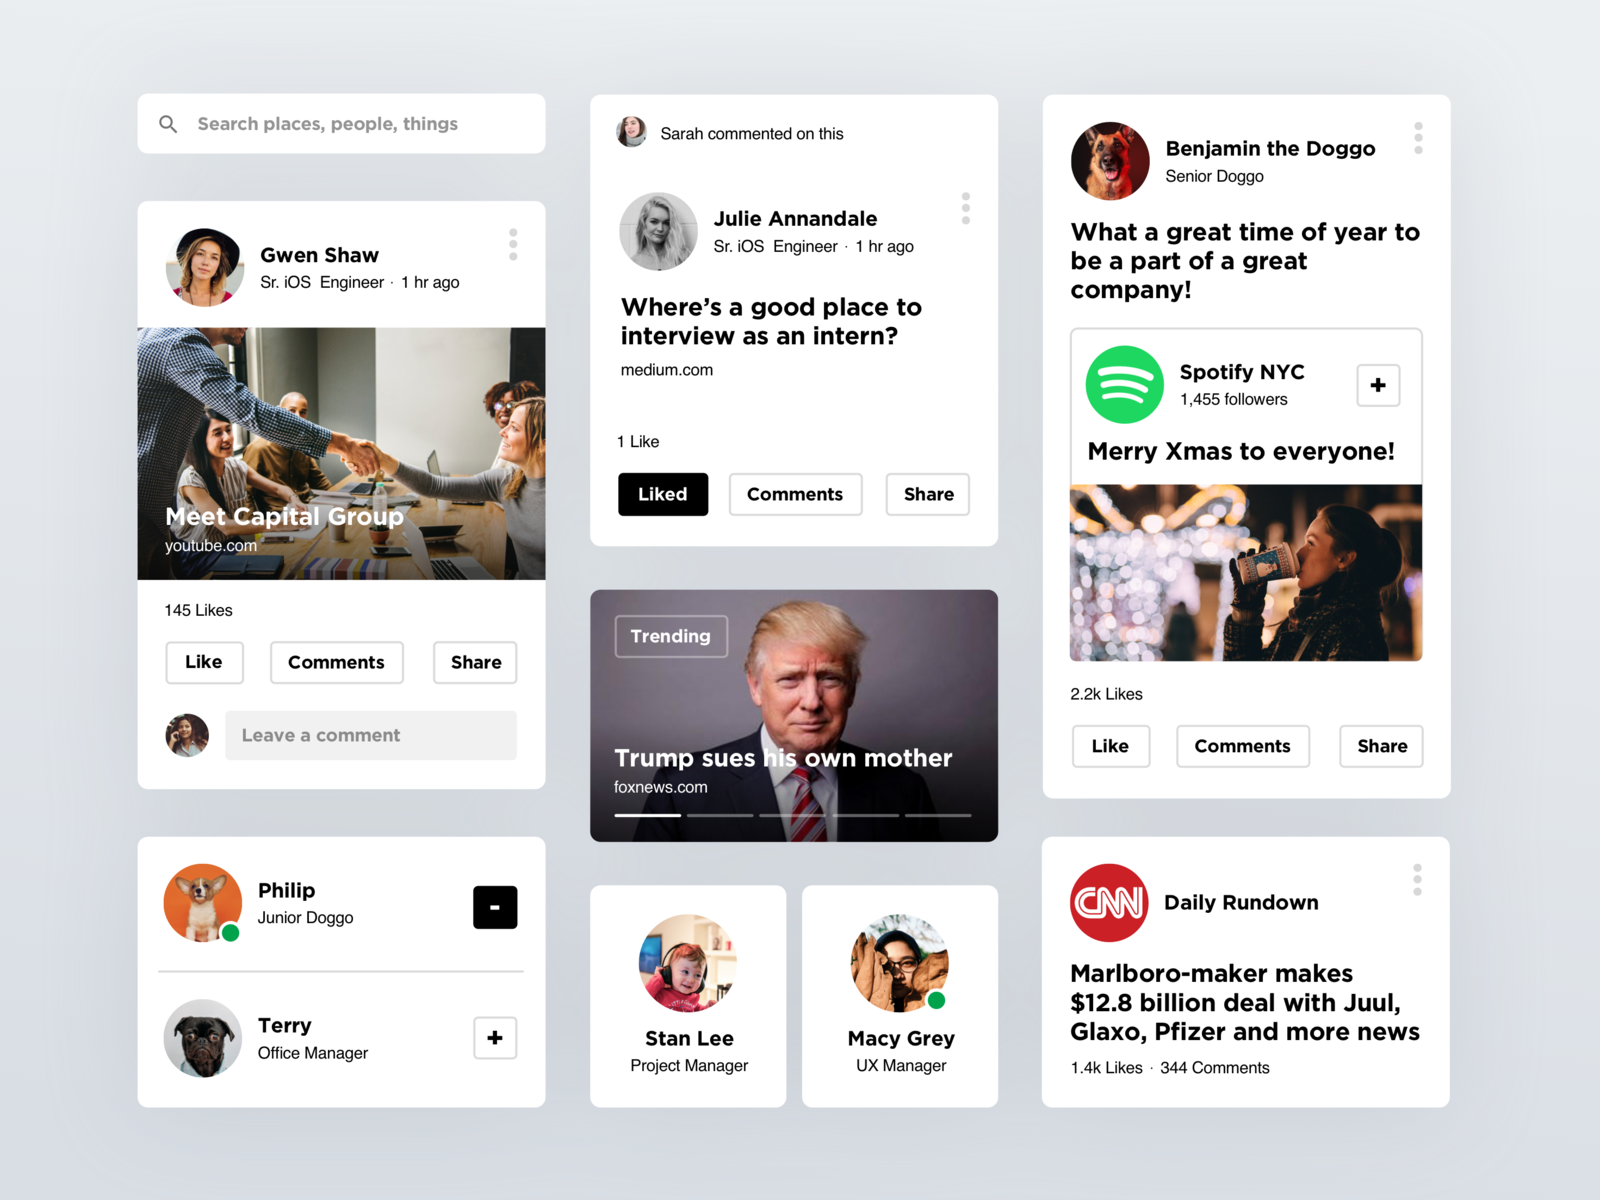 Search places, people, things
Gwen Shaw
Sr. iOS Engineer · 1 hr ago
Meet Capital Group
youtube.com
145 Likes
Like
Comments
Share
Leave a comment
Philip
Junior Doggo
-
Terry
Office Manager
+
Sarah commented on this
Julie Annandale
Sr. iOS Engineer · 1 hr ago
Where’s a good place to
interview as an intern?
medium.com
1 Like
Liked
Comments
Share
Trending
Trump sues his own mother
foxnews.com
Stan Lee
Project Manager
Macy Grey
UX Manager
Benjamin the Doggo
Senior Doggo
What a great time of year to
be a part of a great
company!
Spotify NYC
1,455 followers
+
Merry Xmas to everyone!
2.2k Likes
Like
Comments
Share
CNN
Daily Rundown
Marlboro-maker makes
$12.8 billion deal with Juul,
Glaxo, Pfizer and more news
1.4k Likes · 344 Comments